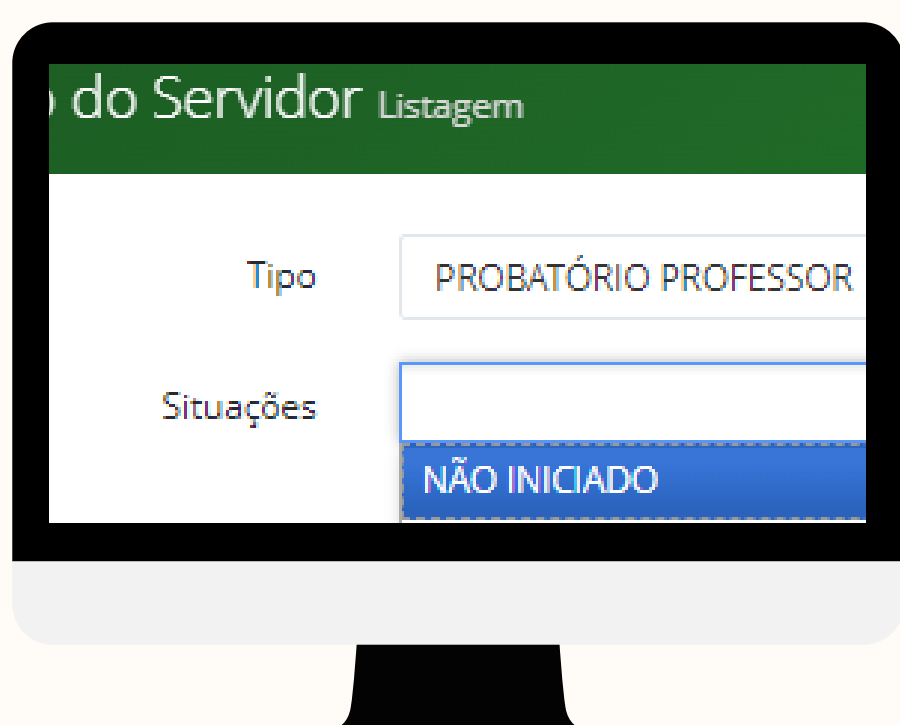 do Servidor Listagem
Tipo PROBATÓRIO PROFESSOR
Situações
NÃO INICIADO